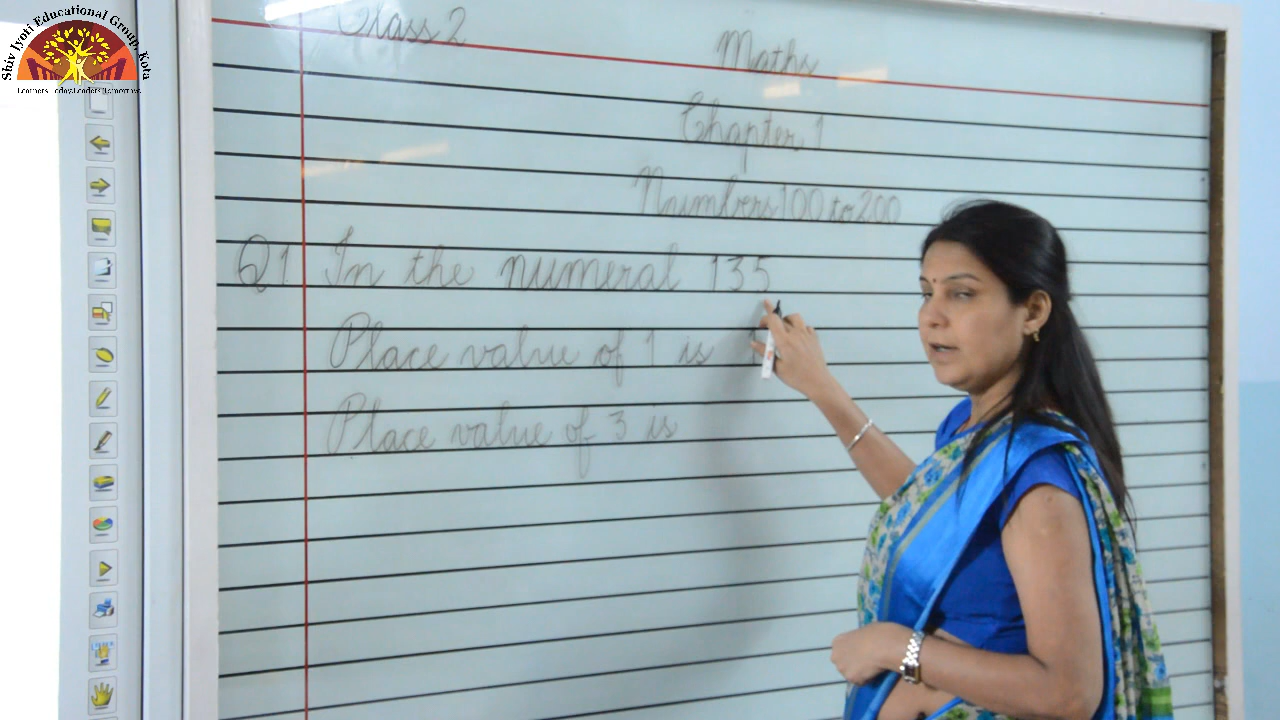 Shiv Jyoti Educational Group, Kota
Class 2
Maths
Chapter 1
Numbers 100 to 200
Q1 In the numeral 135
Place value of 1 is 1
Place value of 3 is